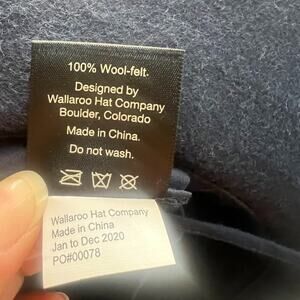 100% Wool-felt.
Designed by
Wallaroo Hat Company
Boulder, Colorado
Made in China.
Do not wash.
Wallaroo Hat Company
Made in China
Jan to Dec 2020
PO#00078